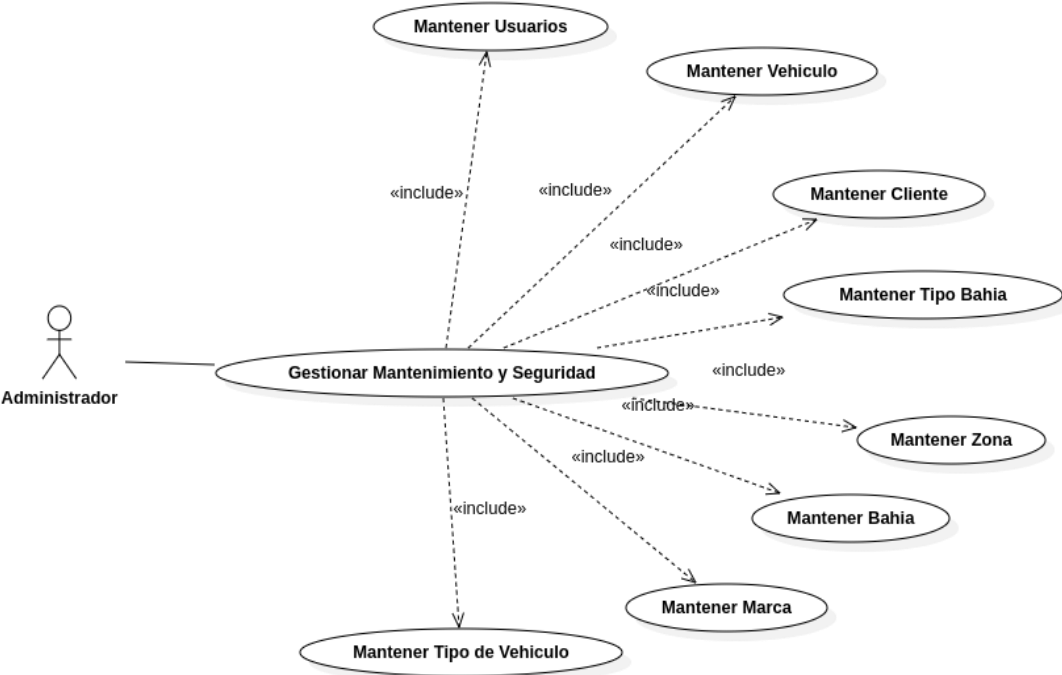 Mantener Usuarios
Mantener Vehiculo
«include»
«include»
Mantener Cliente
«include»
«include»
Mantener Tipo Bahia
Administrador
Gestionar Mantenimiento y Seguridad
«include»
«include»
Mantener Zona
«include»
«include»
Mantener Bahia
Mantener Marca
Mantener Tipo de Vehiculo